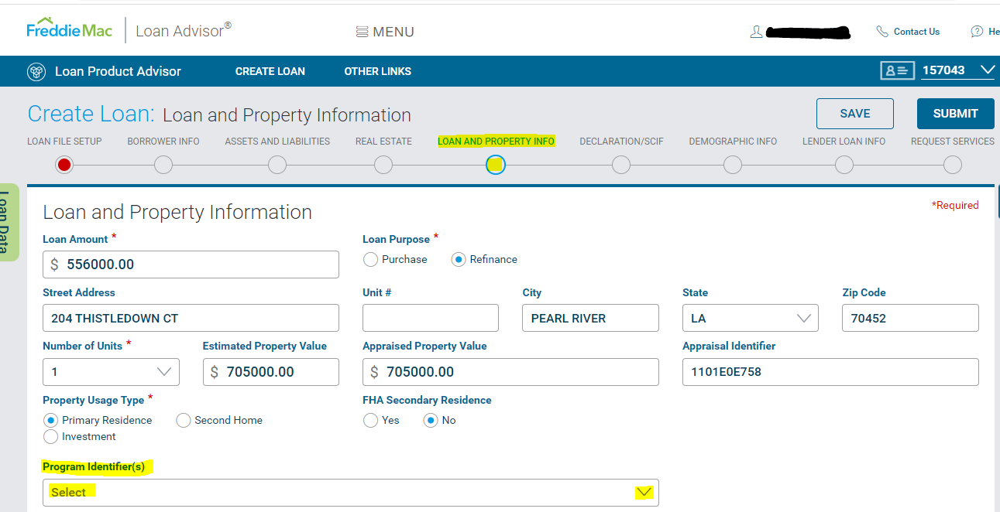 FreddieMac Loan Advisor® MENU Contact Us He
Loan Product Advisor CREATE LOAN OTHER LINKS 157043
Create Loan: Loan and Property Information SAVE SUBMIT
LOAN FILE SETUP BORROWER INFO ASSETS AND LIABILITIES REAL ESTATE LOAN AND PROPERTY INFO DECLARATION/SCIF DEMOGRAPHIC INFO LENDER LOAN INFO REQUEST SERVICES
Loan Data
Loan and Property Information *Required
Loan Amount * Loan Purpose *
$ 556000.00 Purchase Refinance
Street Address Unit # City State Zip Code
204 THISTLEDOWN CT PEARL RIVER LA 70452
Number of Units * Estimated Property Value Appraised Property Value Appraisal Identifier
1 $ 705000.00 $ 705000.00 1101E0E758
Property Usage Type * FHA Secondary Residence
Primary Residence Second Home Yes No
Investment
Program Identifier(s)
Select